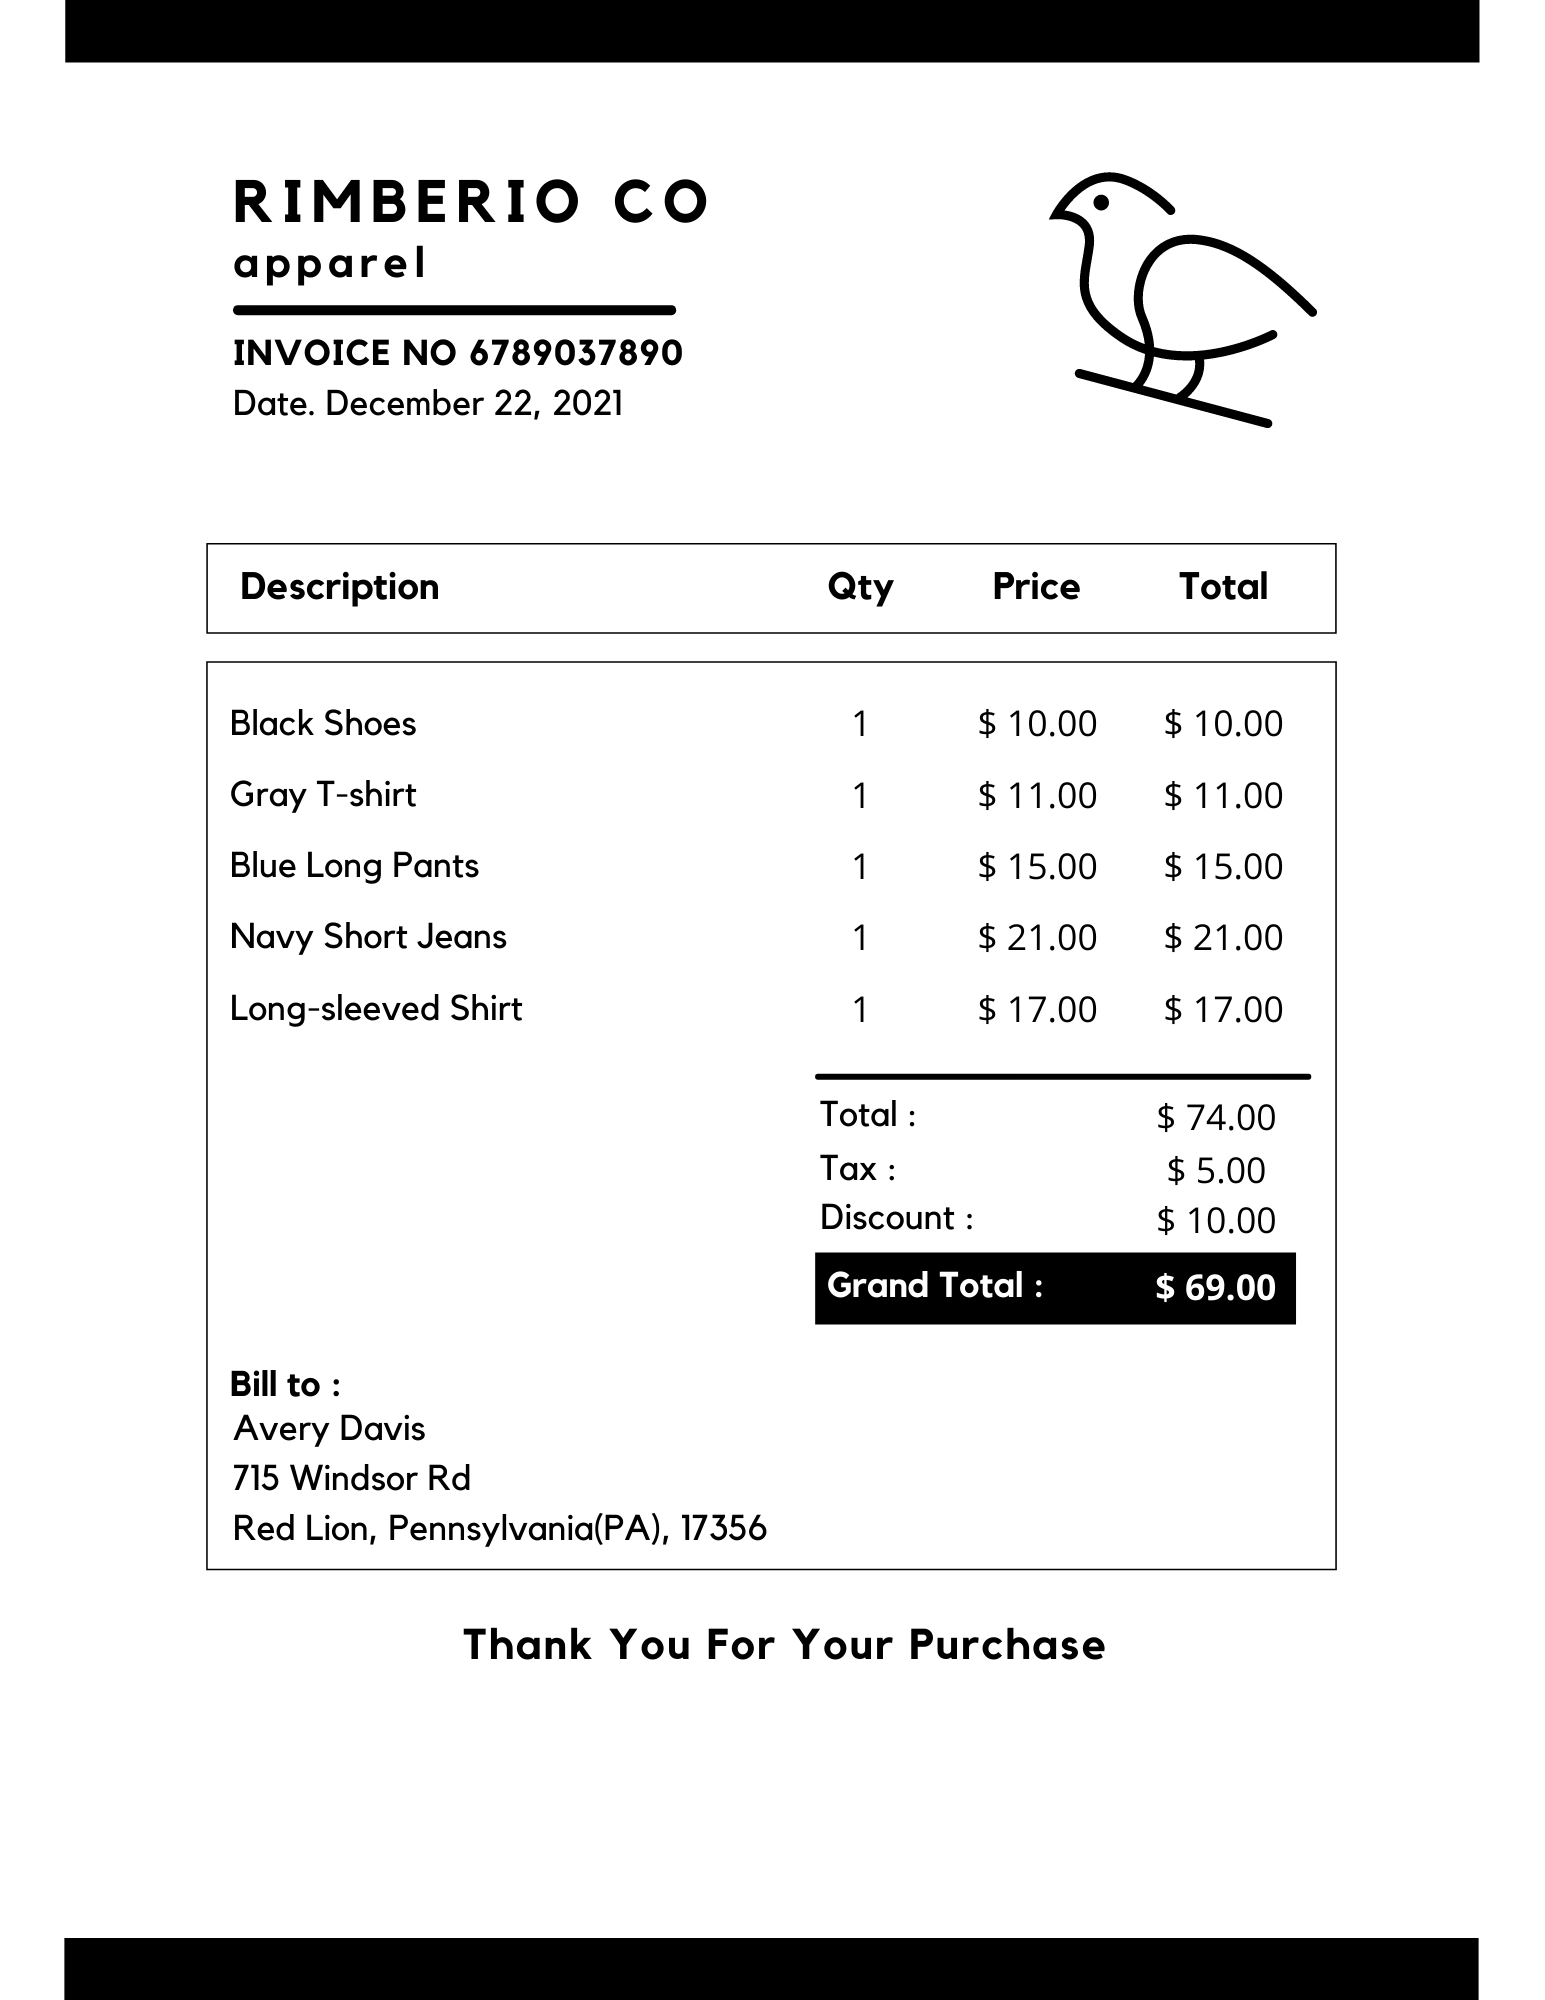 RIMBERIO CO
apparel
INVOICE NO 6789037890
Date. December 22, 2021
Description Qty Price Total
Black Shoes 1 $ 10.00 $ 10.00
Gray T-shirt 1 $ 11.00 $ 11.00
Blue Long Pants 1 $ 15.00 $ 15.00
Navy Short Jeans 1 $ 21.00 $ 21.00
Long-sleeved Shirt 1 $ 17.00 $ 17.00
Total : $ 74.00
Tax : $ 5.00
Discount : $ 10.00
Grand Total : $ 69.00
Bill to :
Avery Davis
715 Windsor Rd
Red Lion, Pennsylvania(PA), 17356
Thank You For Your Purchase